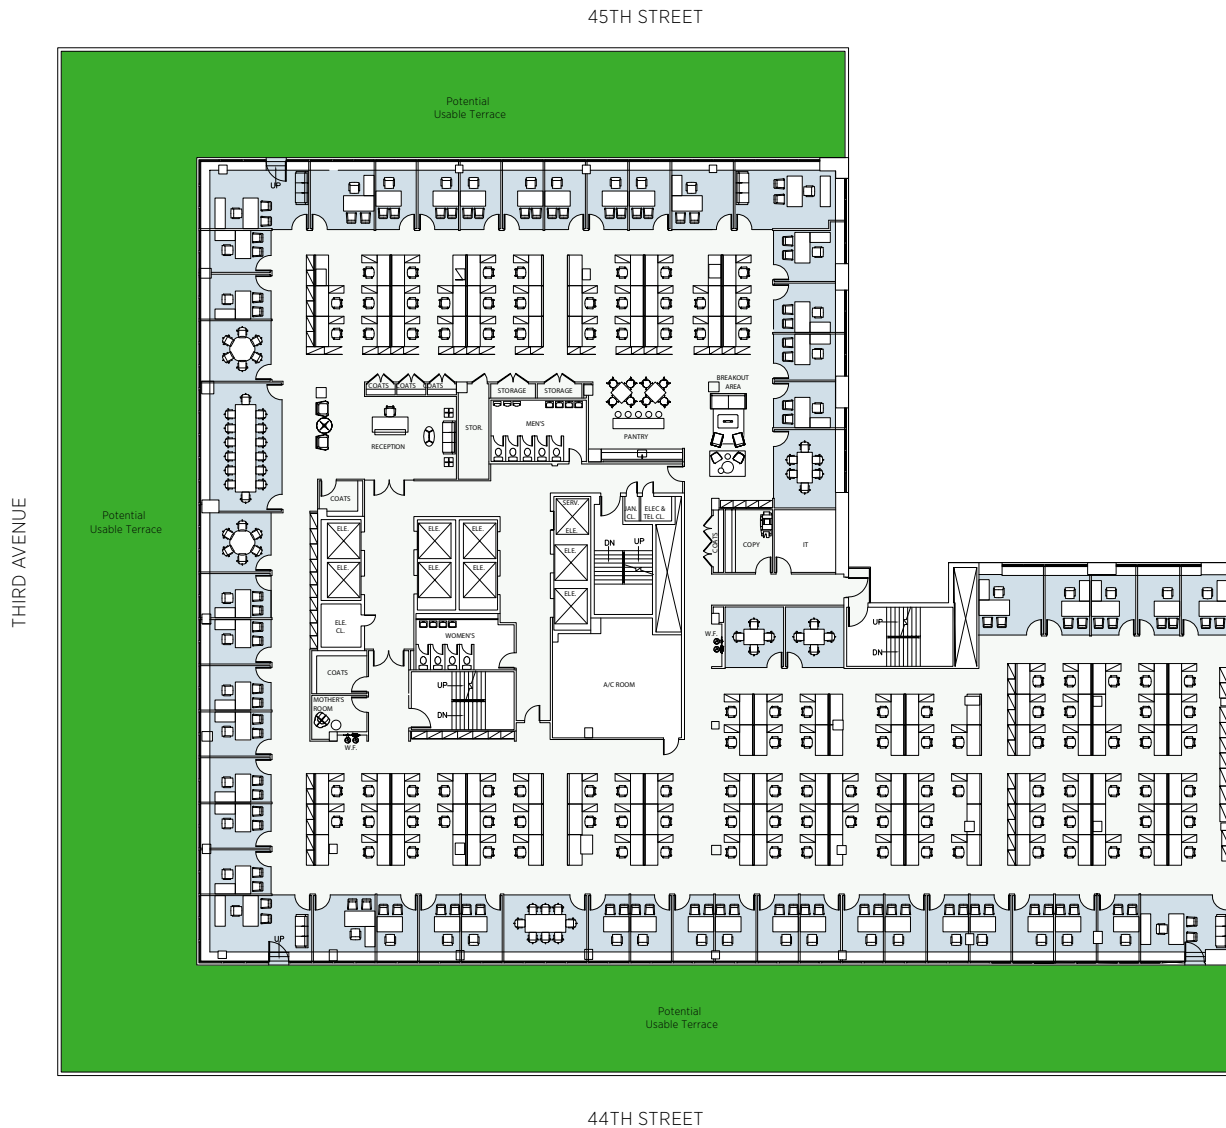 45TH STREET
Potential
Usable Terrace
UP
COATS
COATS
COATS
STORAGE
STORAGE
BREAKOUT
AREA
STOR.
MEN'S
RECEPTION
PANTRY
THIRD AVENUE
Potential
Usable Terrace
COATS
SERV.
ELE.
JAN.
CL.
ELEC &
TEL CL.
ELE.
ELE.
ELE.
DN
UP
COATS
COPY
IT
ELE.
ELE.
ELE.
ELE.
ELE.
ELE.
CL.
WOMEN'S
W.F.
UP
DN
COATS
A/C ROOM
UP
DN
MOTHER'S
ROOM
W.F.
UP
Potential
Usable Terrace
44TH STREET